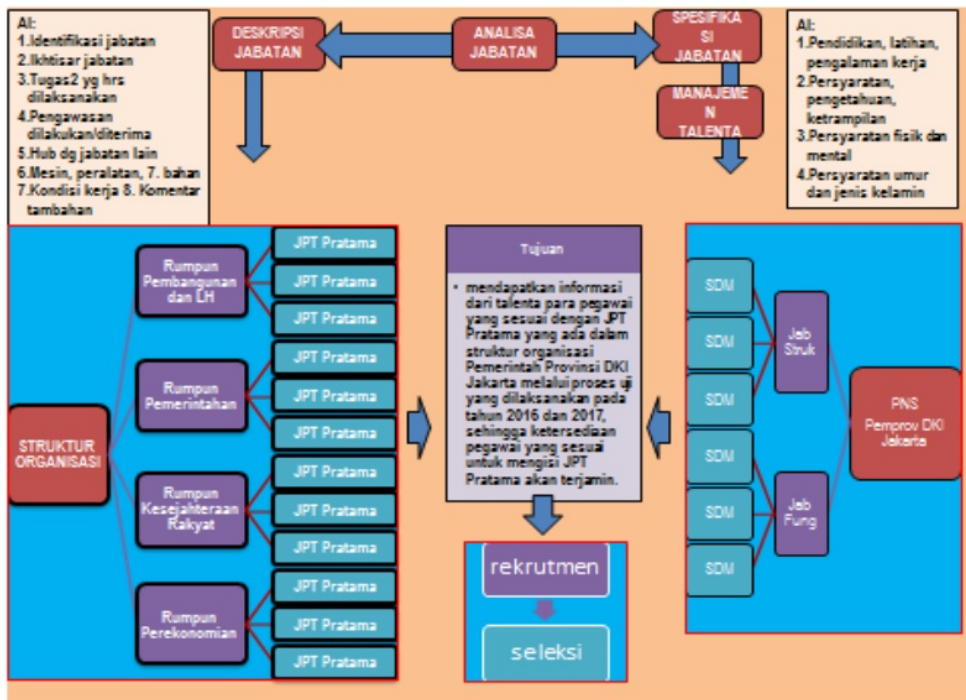 AI:
1.Identifikasi jabatan
2.Ikhtisar jabatan
3.Tugas2 yg hrs
dilaksanakan
4.Pengawasan
dilakukan/diterima
5.Hub dg jabatan lain
6.Mesin, peralatan, 7. bahan
7.Kondisi kerja 8. Komentar
tambahan
DESKRIPSI
JABATAN
ANALISA
JABATAN
SPESIFIKA
SI
JABATAN
MANAJEME
N
TALENTA
AI:
1.Pendidikan, latihan,
pengalaman kerja
2.Persyaratan,
pengetahuan,
ketrampilan
3.Persyaratan fisik dan
mental
4.Persyaratan umur
dan jenis kelamin
STRUKTUR
ORGANISASI
Rumpun
Pembangunan
dan LH
JPT Pratama
JPT Pratama
JPT Pratama
Rumpun
Pemerintahan
JPT Pratama
JPT Pratama
JPT Pratama
Rumpun
Kesejahteraan
Rakyat
JPT Pratama
JPT Pratama
JPT Pratama
Rumpun
Perekonomian
JPT Pratama
JPT Pratama
JPT Pratama
Tujuan
• mendapatkan informasi
dari talenta para pegawai
yang sesuai dengan JPT
Pratama yang ada dalam
struktur organisasi
Pemerintah Provinsi DKI
Jakarta melalui proses uji
yang dilaksanakan pada
tahun 2016 dan 2017,
sehingga ketersediaan
pegawai yang sesuai
untuk mengisi JPT
Pratama akan terjamin.
rekrutmen
seleksi
SDM
SDM
SDM
SDM
SDM
SDM
Jab
Struk
Jab
Fung
PNS
Pemprov DKI
Jakarta